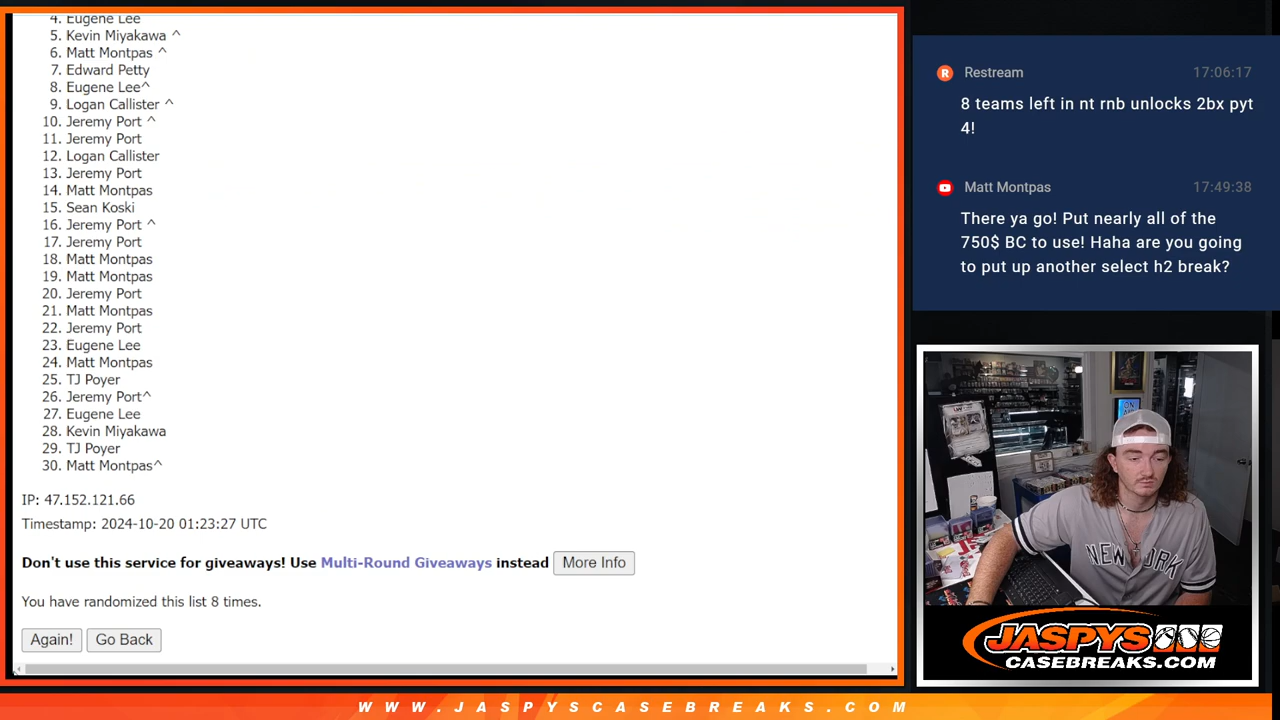 4. Eugene Lee
5. Kevin Miyakawa ^
6. Matt Montpas ^
7. Edward Petty
8. Eugene Lee^
9. Logan Callister ^
10. Jeremy Port ^
11. Jeremy Port
12. Logan Callister
13. Jeremy Port
14. Matt Montpas
15. Sean Koski
16. Jeremy Port ^
17. Jeremy Port
18. Matt Montpas
19. Matt Montpas
20. Jeremy Port
21. Matt Montpas
22. Jeremy Port
23. Eugene Lee
24. Matt Montpas
25. TJ Poyer
26. Jeremy Port^
27. Eugene Lee
28. Kevin Miyakawa
29. TJ Poyer
30. Matt Montpas^
IP: 47.152.121.66
Timestamp: 2024-10-20 01:23:27 UTC
Don't use this service for giveaways! Use Multi-Round Giveaways instead More Info
You have randomized this list 8 times.
Again! Go Back
R Restream 17:06:17
8 teams left in nt rnb unlocks 2bx pyt
4!
Matt Montpas 17:49:38
There ya go! Put nearly all of the
750$ BC to use! Haha are you going
to put up another select h2 break?
NEW YORK
JASPYS
CASEBREAKS.COM
WWW.JASPYSCASEBREAKS.COM